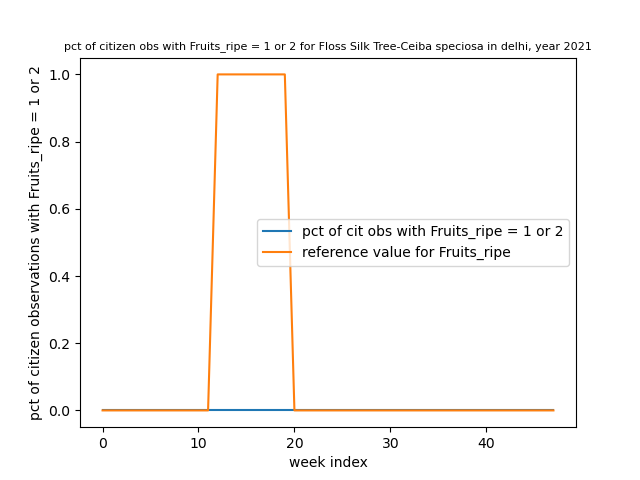 pct of citizen obs with Fruits_ripe = 1 or 2 for Floss Silk Tree-Ceiba speciosa in delhi, year 2021
pct of citizen observations with Fruits_ripe = 1 or 2
1.0
0.8
0.6
0.4
0.2
0.0
pct of cit obs with Fruits_ripe = 1 or 2
reference value for Fruits_ripe
0
10
20
30
40
week index